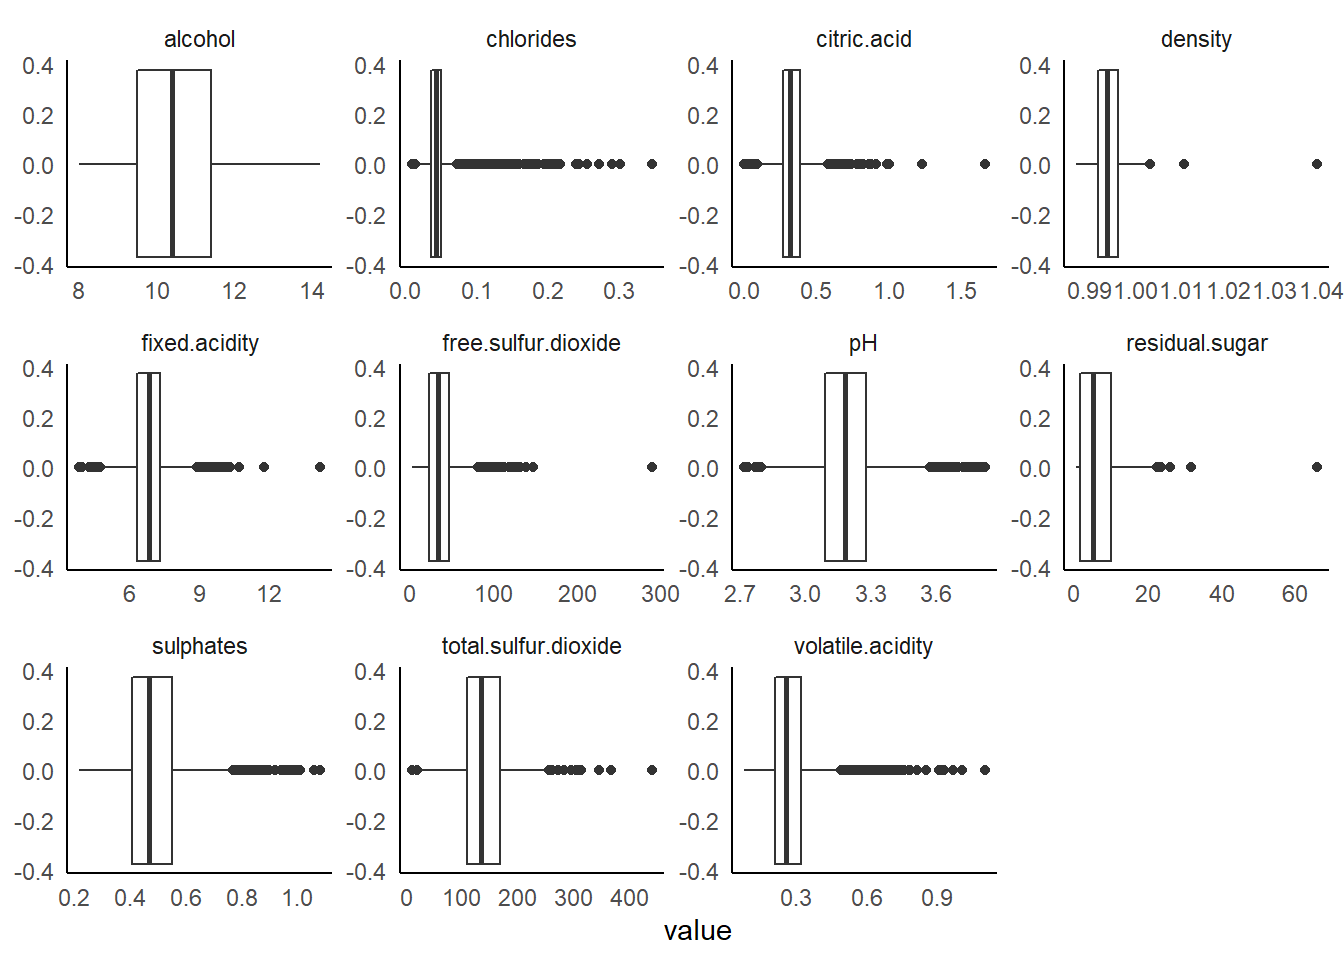 alcohol chlorides citric.acid density
0.4 0.4 0.4 0.4
0.2 0.2 0.2 0.2
0.0 0.0 0.0 0.0
-0.2 -0.2 -0.2 -0.2
-0.4 -0.4 -0.4 -0.4
8 10 12 14 0.0 0.1 0.2 0.3 0.0 0.5 1.0 1.5 0.99 1.00 1.01 1.02 1.03 1.04
fixed.acidity free.sulfur.dioxide pH residual.sugar
0.4 0.4 0.4 0.4
0.2 0.2 0.2 0.2
0.0 0.0 0.0 0.0
-0.2 -0.2 -0.2 -0.2
-0.4 -0.4 -0.4 -0.4
6 9 12 0 100 200 300 2.7 3.0 3.3 3.6 0 20 40 60
sulphates total.sulfur.dioxide volatile.acidity
0.4 0.4 0.4
0.2 0.2 0.2
0.0 0.0 0.0
-0.2 -0.2 -0.2
-0.4 -0.4 -0.4
0.2 0.4 0.6 0.8 1.0 0 100 200 300 400 0.3 0.6 0.9
value